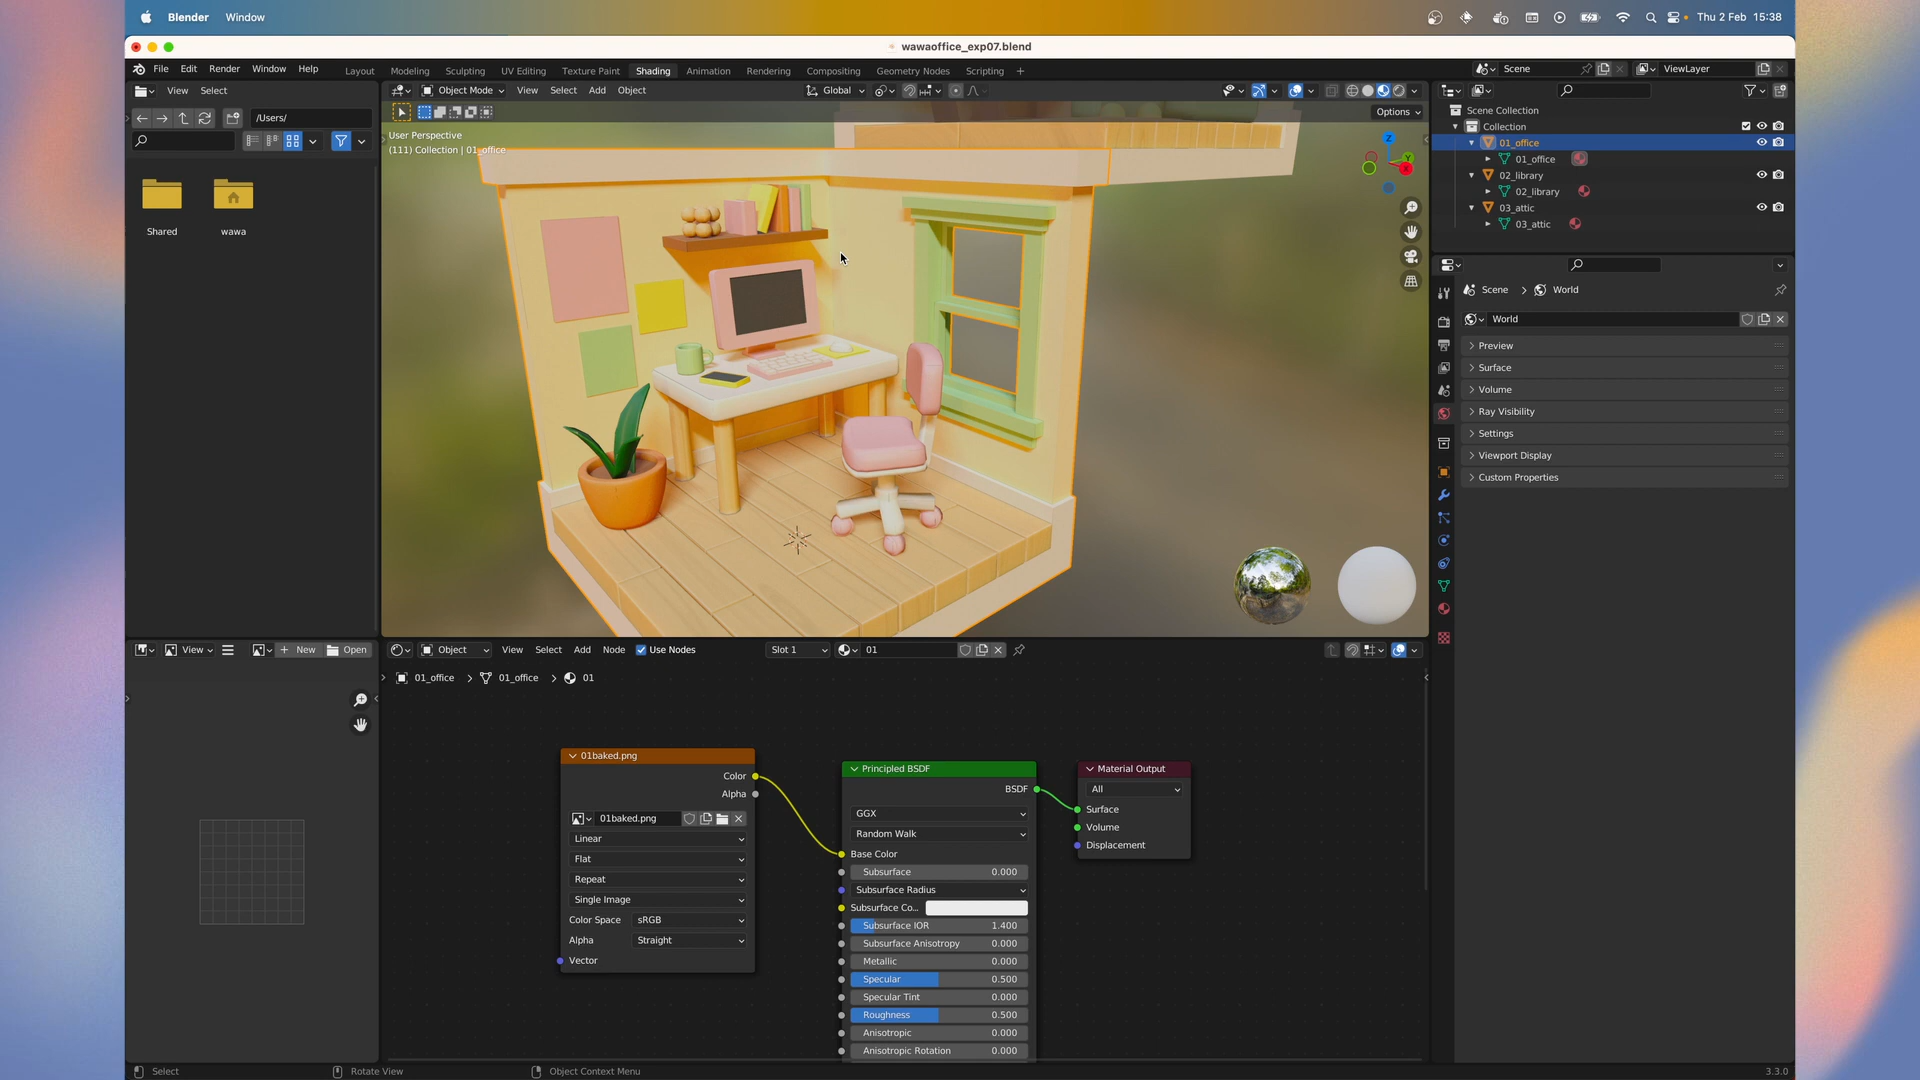 Blender Window Thu 2 Feb 15:38
wawaoffice_exp07.blend
File Edit Render Window Help Layout Modeling Sculpting UV Editing Texture Paint Shading Animation Rendering Compositing Geometry Nodes Scripting + Scene ViewLayer
View Select
/Users/
Shared wawa
Object Mode View Select Add Object Global
Options
User Perspective
(111) Collection | 01_office
Z
Y
X
Scene Collection
Collection
01_office
01_office
02_library
02_library
03_attic
03_attic
Scene > World
World
Preview
Surface
Volume
Ray Visibility
Settings
Viewport Display
Custom Properties
View + New Open
Object View Select Add Node Use Nodes Slot 1 01
01_office > 01_office > 01
01baked.png
Color
Alpha
01baked.png
Linear
Flat
Repeat
Single Image
Color Space sRGB
Alpha Straight
Vector
Principled BSDF
BSDF
GGX
Random Walk
Base Color
Subsurface 0.000
Subsurface Radius
Subsurface Co...
Subsurface IOR 1.400
Subsurface Anisotropy 0.000
Metallic 0.000
Specular 0.500
Specular Tint 0.000
Roughness 0.500
Anisotropic 0.000
Anisotropic Rotation 0.000
Material Output
All
Surface
Volume
Displacement
Select Rotate View Object Context Menu 3.3.0